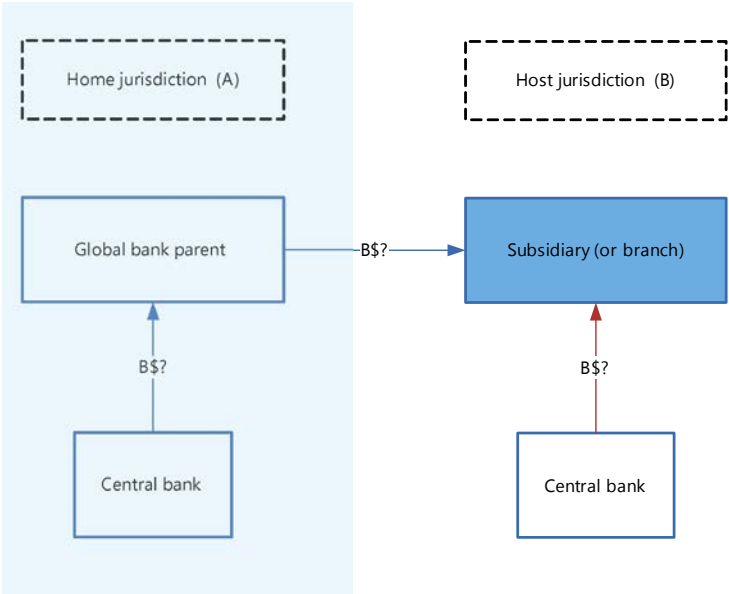 Home jurisdiction (A)
Host jurisdiction (B)
Global bank parent
B$?
Subsidiary (or branch)
B$?
B$?
Central bank
Central bank